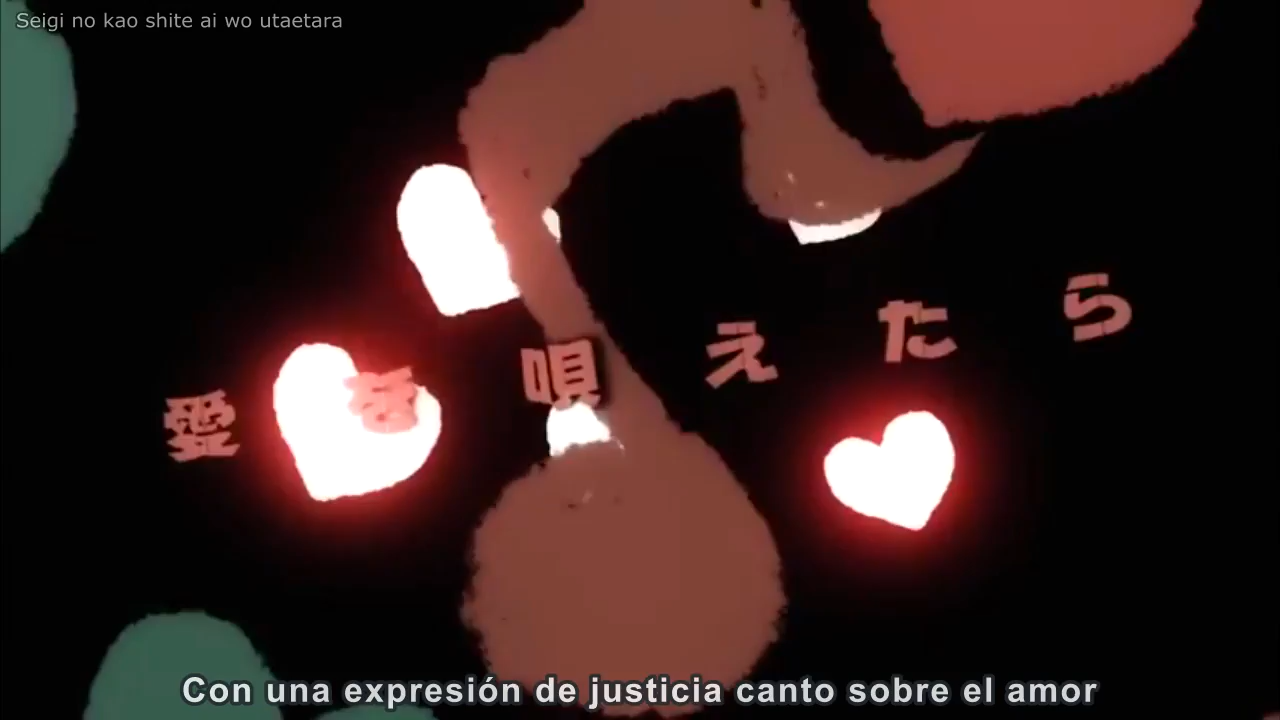 Seigi no kao shite ai wo utaetara
愛を唄えたら
Con una expresión de justicia canto sobre el amor